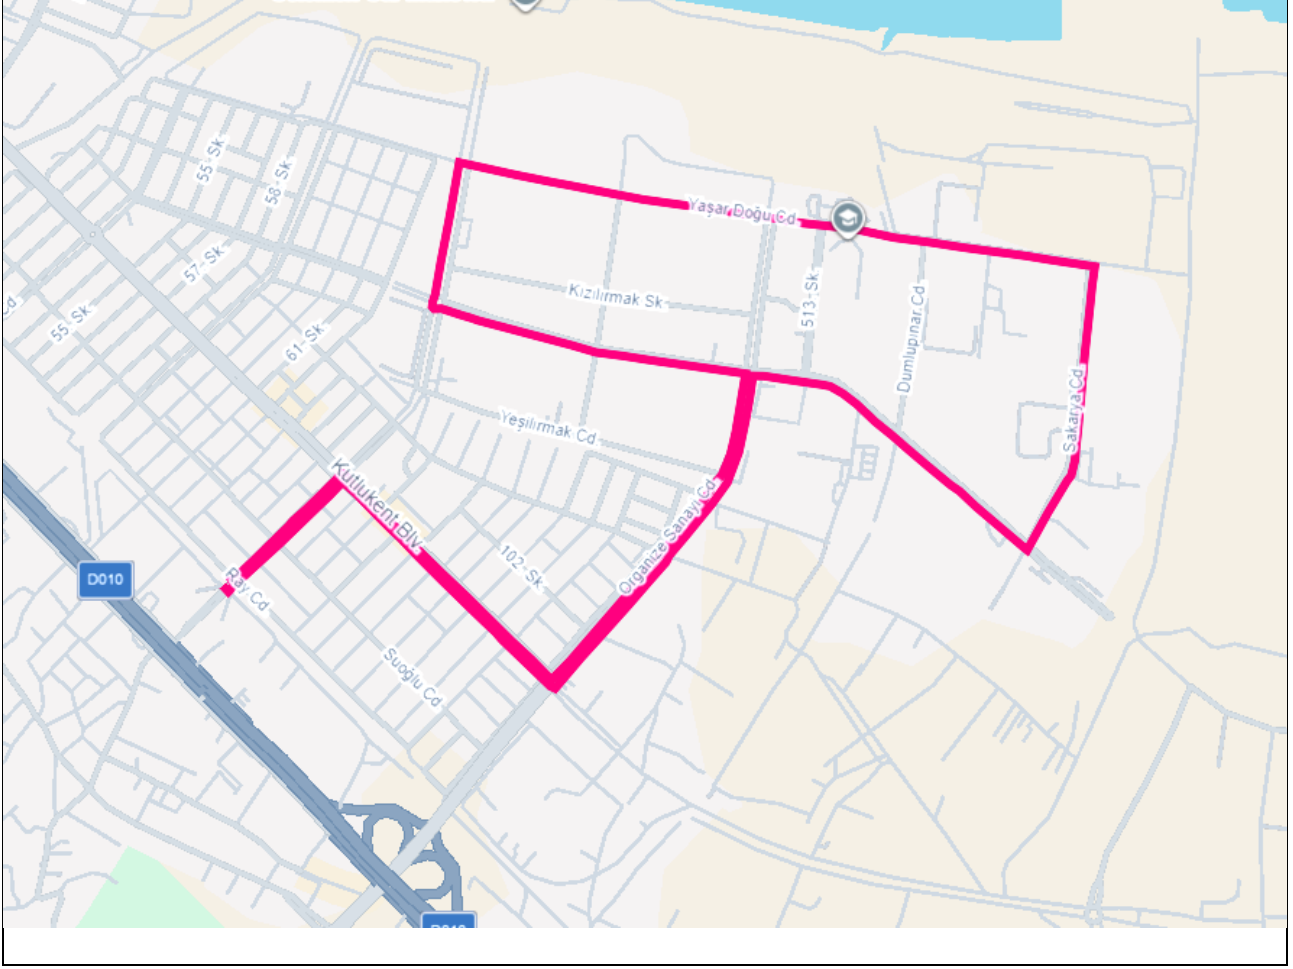 55- Sk
58- Sk
Yaşar Doğu Cd
57- Sk
Kızılırmak Sk
513- Sk
Dumlupınar Cd
Cd
55- Sk
61- Sk
Sakarya Cd
Yeşilırmak Cd
Kutlukent Blv.
Organize Sanayi Cd
102- Sk
D010
Ray Cd
Suoğlu Cd